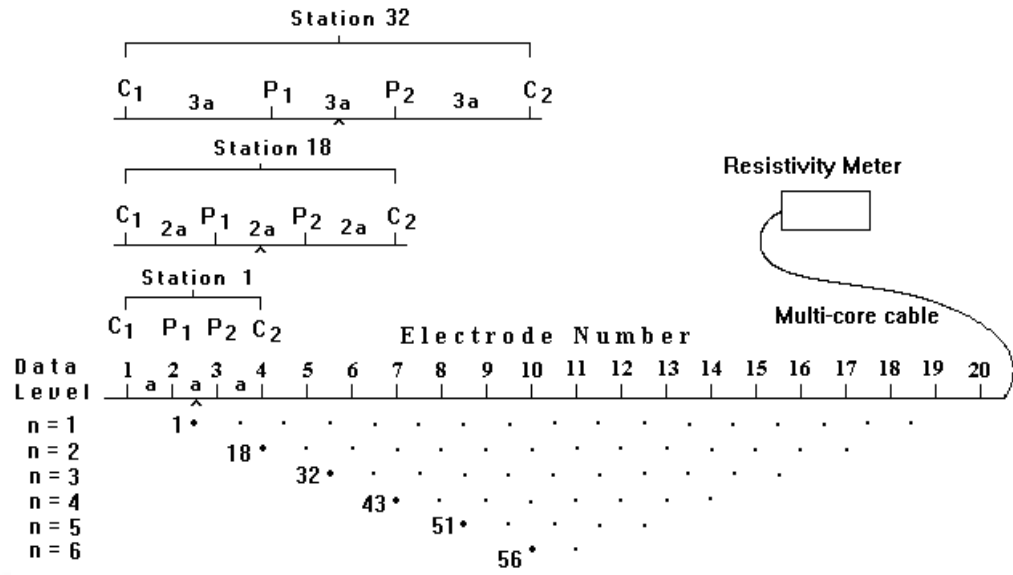 Station 32
C1 3a P1 3a P2 3a C2
Station 18
C1 2a P1 2a P2 2a C2
Resistivity Meter
Station 1
C1 P1 P2 C2
Electrode Number
Multi-core cable
Data Level
1 2 3 4 5 6 7 8 9 10 11 12 13 14 15 16 17 18 19 20
a a a
n = 1 1
n = 2 18
n = 3 32
n = 4 43
n = 5 51
n = 6 56